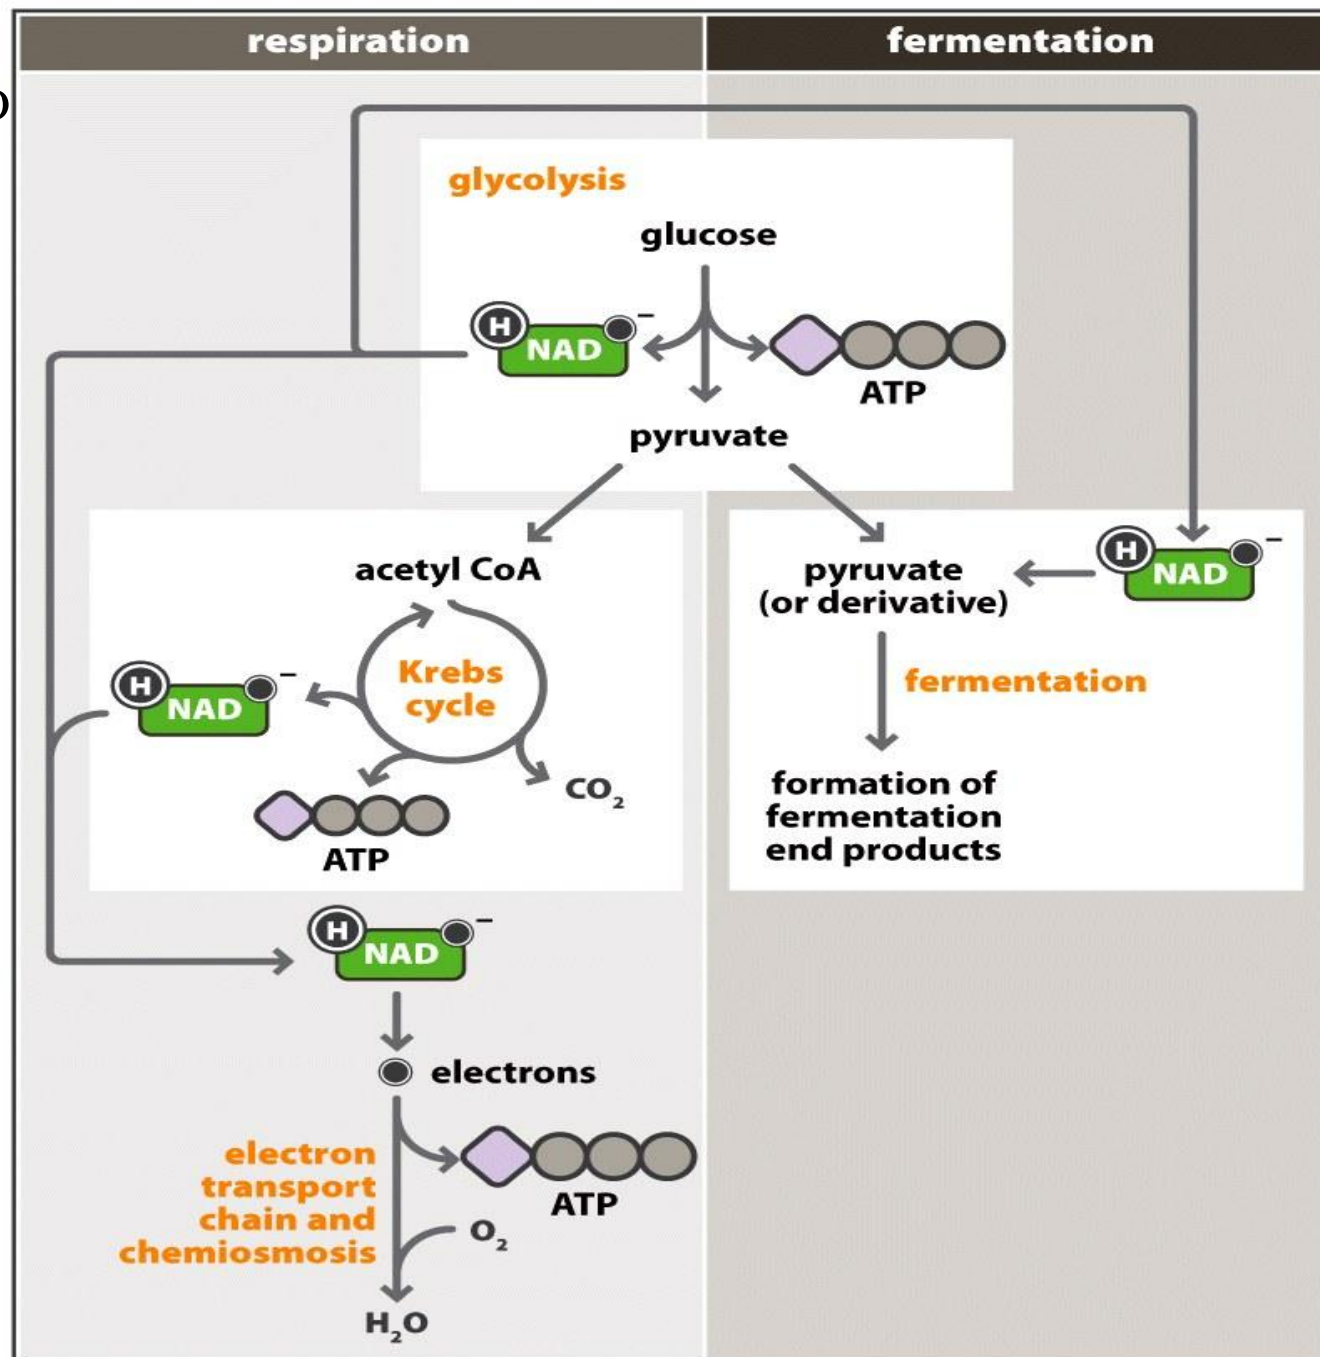 respiration
fermentation
glycolysis
glucose
H
NAD
–
ATP
pyruvate
acetyl CoA
Krebs
cycle
H
NAD
–
CO₂
ATP
pyruvate
(or derivative)
H
NAD
–
fermentation
formation of
fermentation
end products
H
NAD
–
electrons
electron
transport
chain and
chemiosmosis
ATP
O₂
H₂O